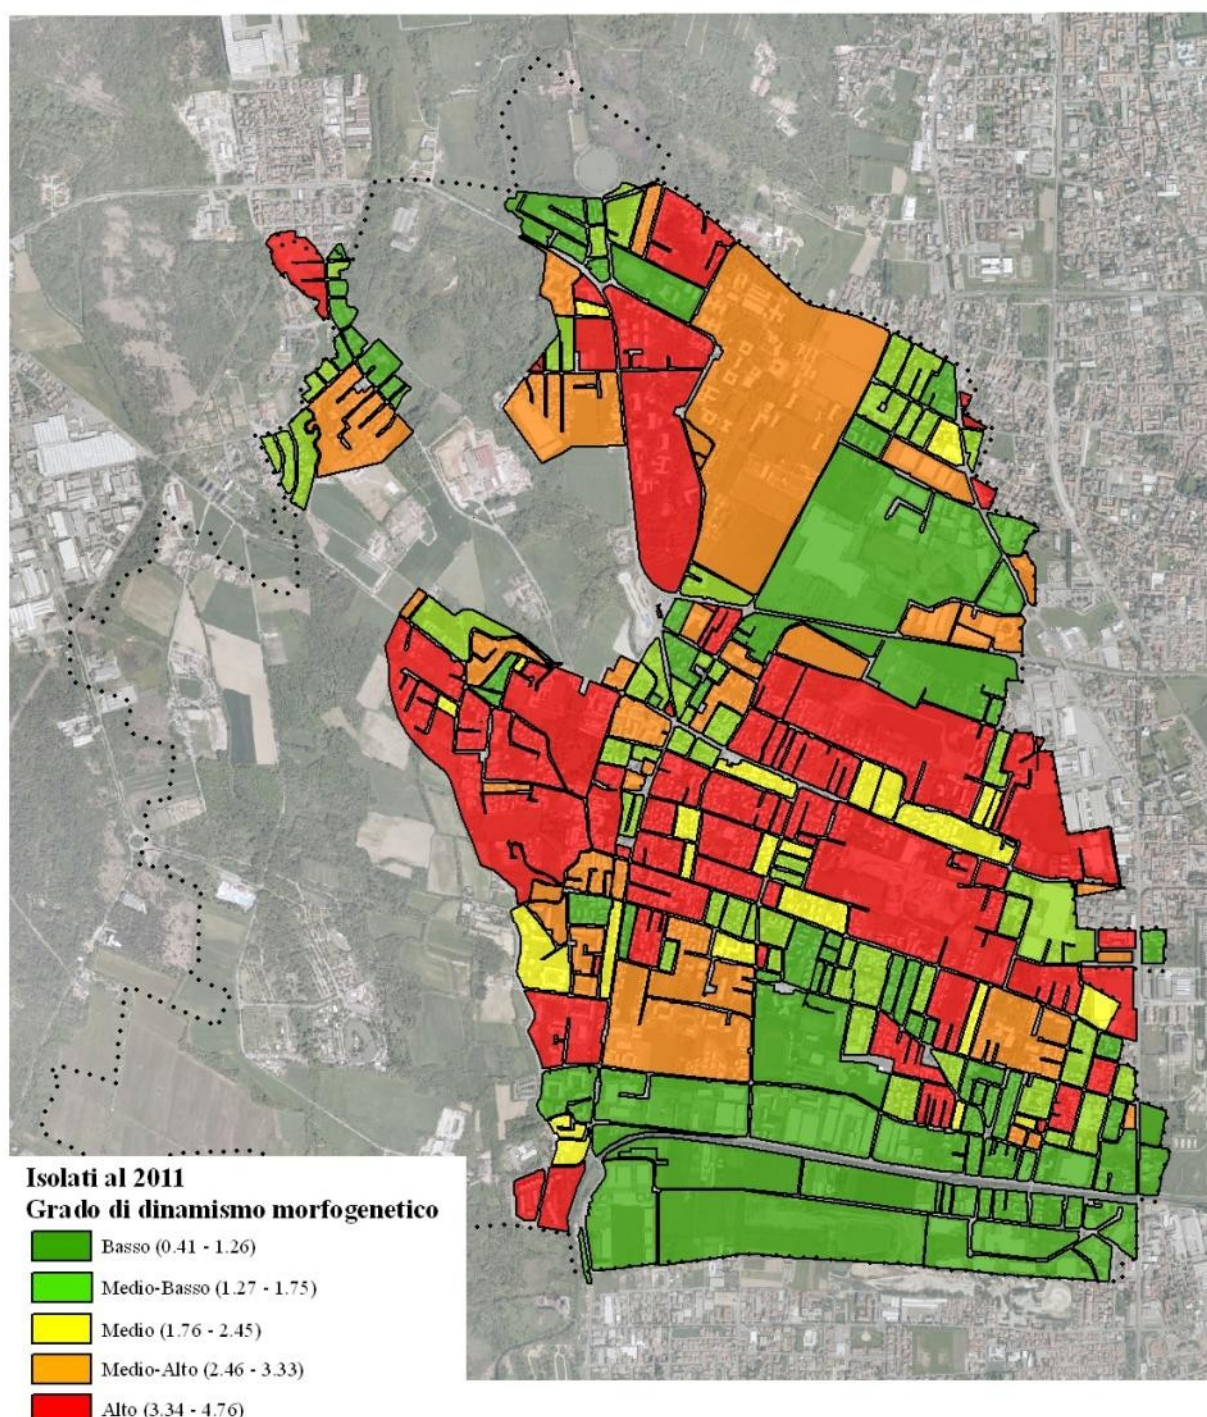 Isolati al 2011
Grado di dinamismo morfogenetico
Basso (0.41 - 1.26)
Medio-Basso (1.27 - 1.75)
Medio (1.76 - 2.45)
Medio-Alto (2.46 - 3.33)
Alto (3.34 - 4.76)